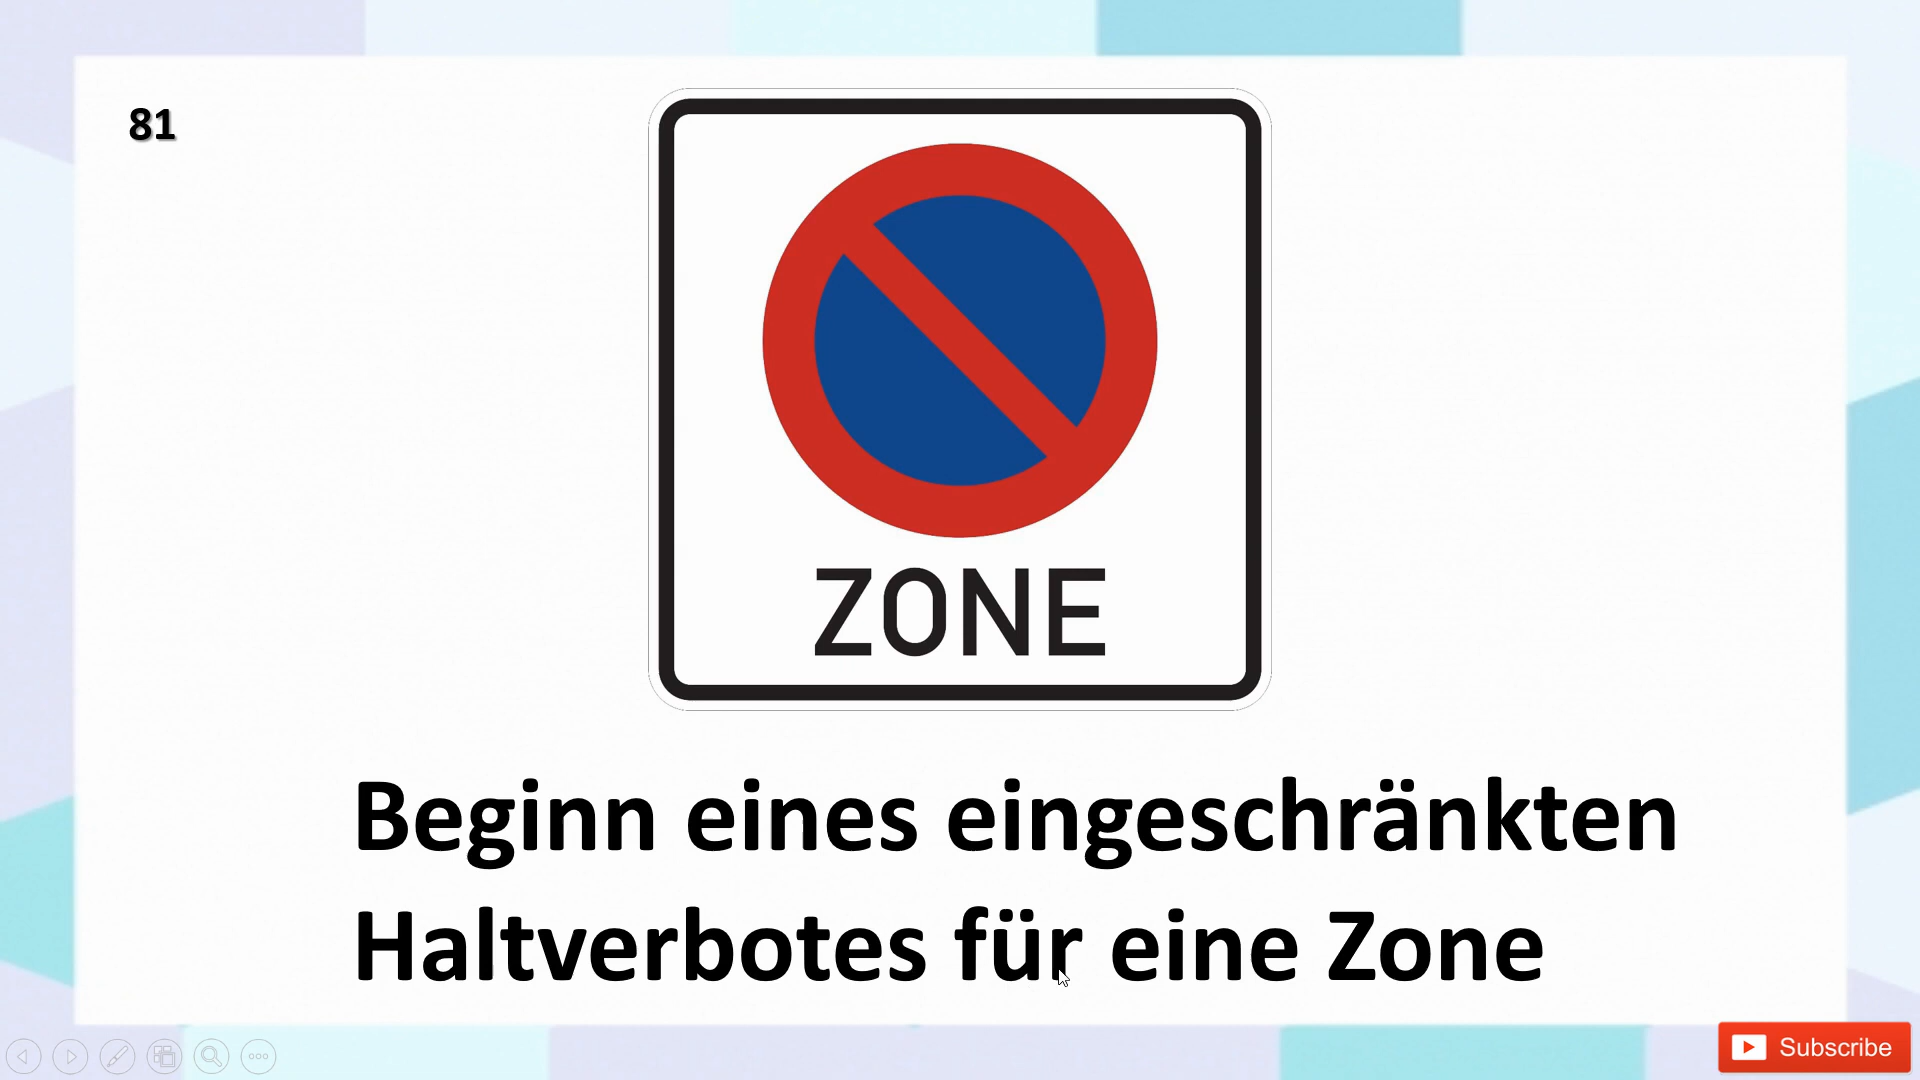 81
ZONE
Beginn eines eingeschränkten
Haltverbotes für eine Zone
Subscribe